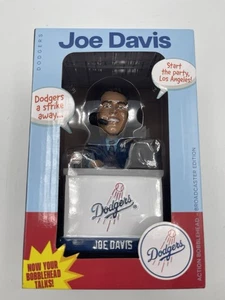 DODGERS
Joe Davis
Dodgers
a strike
away...
Start
the party,
Los Angeles!
Dodgers
JOE DAVIS
NOW YOUR
BOBBLEHEAD
TALKS!
Dodgers
ACTION BOBBLEHEAD BROADCASTER EDITION